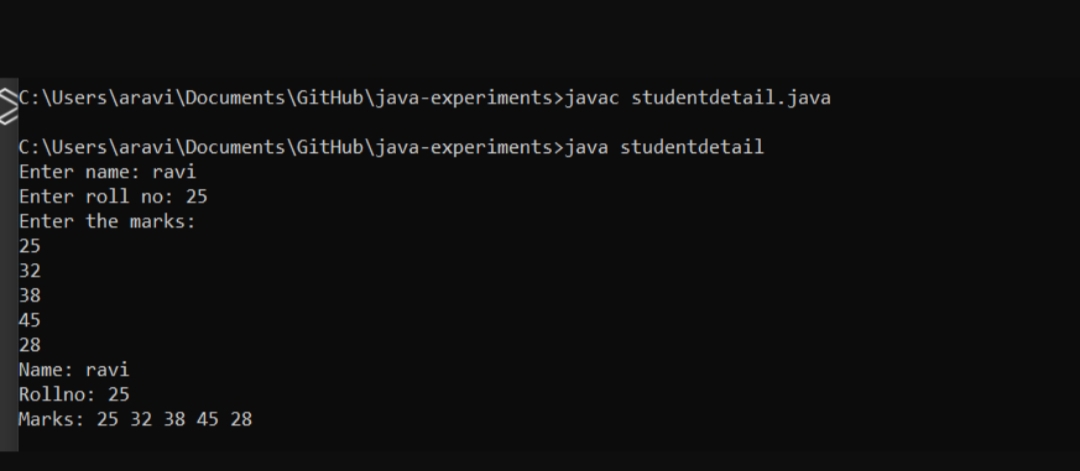 C:\Users\aravi\Documents\GitHub\java-experiments>javac studentdetail.java
C:\Users\aravi\Documents\GitHub\java-experiments>java studentdetail
Enter name: ravi
Enter roll no: 25
Enter the marks:
25
32
38
45
28
Name: ravi
Rollno: 25
Marks: 25 32 38 45 28